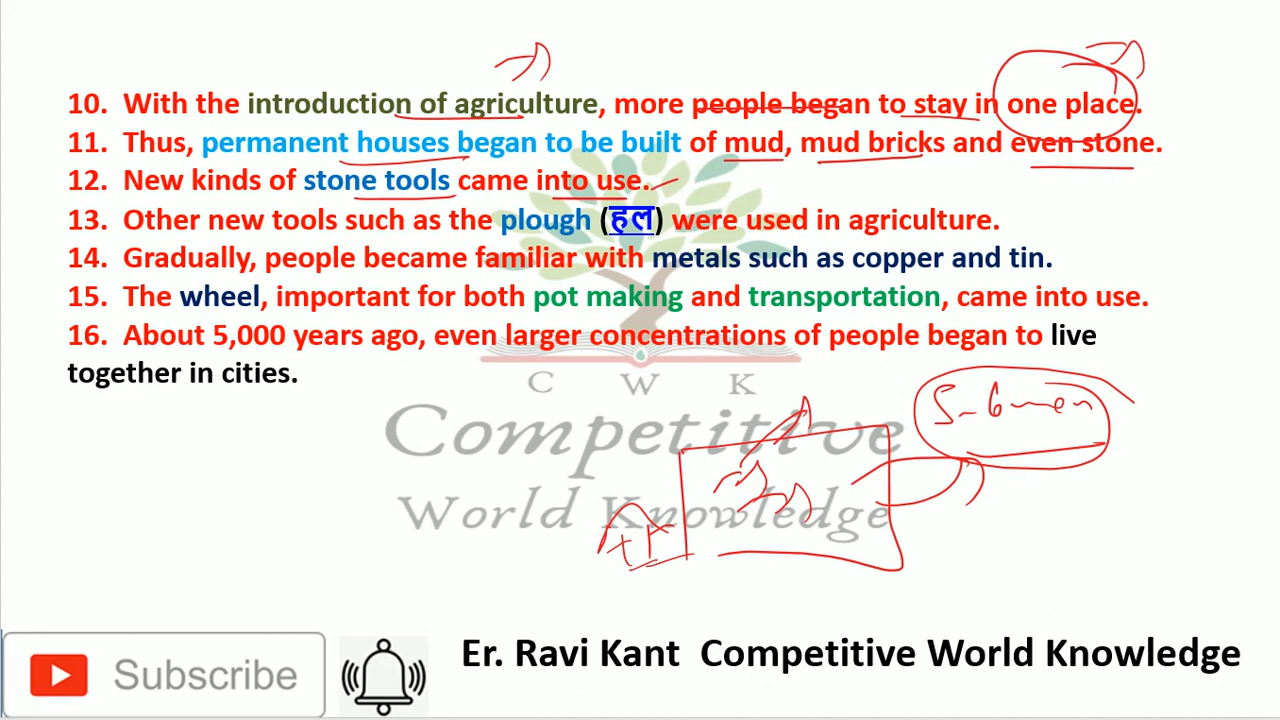 10. With the introduction of agriculture, more people began to stay in one place.
11. Thus, permanent houses began to be built of mud, mud bricks and even stone.
12. New kinds of stone tools came into use.
13. Other new tools such as the plough (हल) were used in agriculture.
14. Gradually, people became familiar with metals such as copper and tin.
15. The wheel, important for both pot making and transportation, came into use.
16. About 5,000 years ago, even larger concentrations of people began to live
together in cities.
C W K
5-6
Competitive
World Knowledge
Subscribe
Er. Ravi Kant Competitive World Knowledge